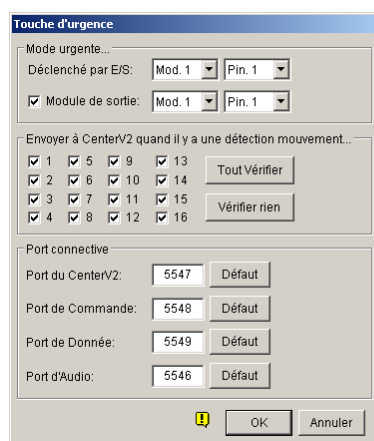 Touche d'urgence
Mode urgente...
Déclenché par E/S: Mod. 1 Pin. 1
Module de sortie: Mod. 1 Pin. 1
Envoyer à CenterV2 quand il y a une détection mouvement...
1 5 9 13
2 6 10 14
3 7 11 15
4 8 12 16
Tout Vérifier
Vérifier rien
Port connective
Port du CenterV2: 5547 Défaut
Port de Commande: 5548 Défaut
Port de Donnée: 5549 Défaut
Port d'Audio: 5546 Défaut
OK Annuler